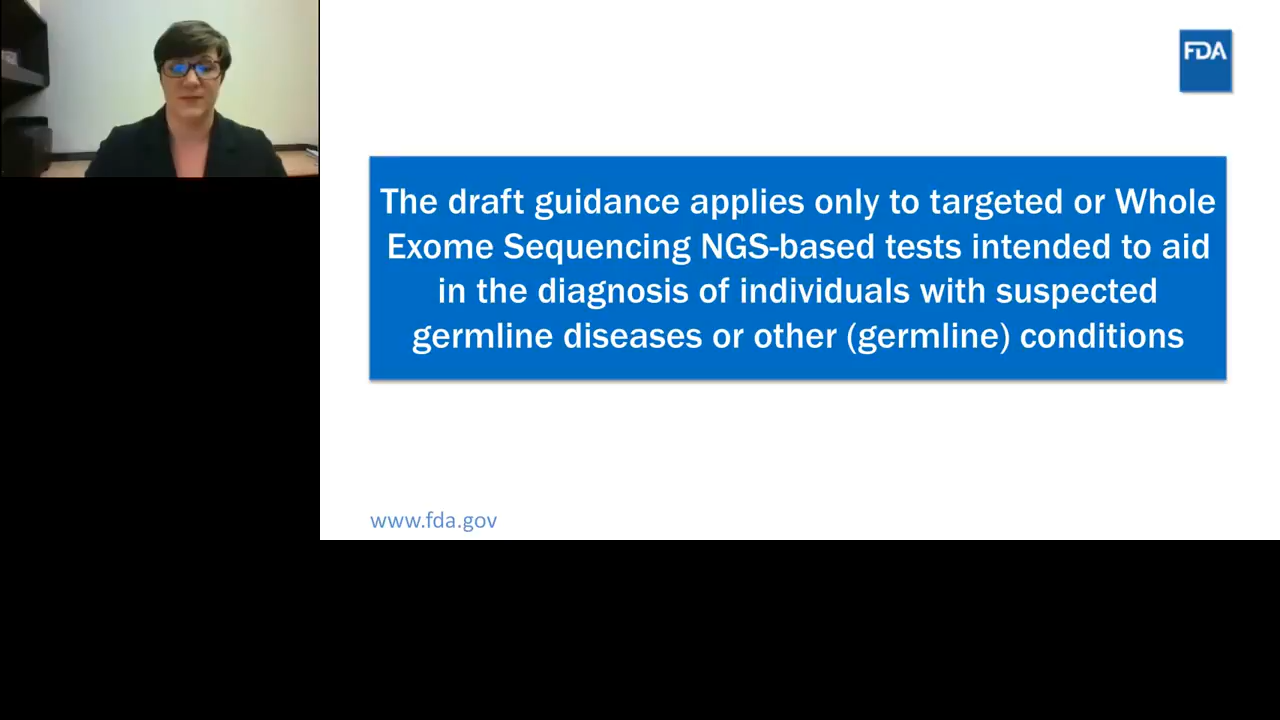 FDA
The draft guidance applies only to targeted or Whole
Exome Sequencing NGS-based tests intended to aid
in the diagnosis of individuals with suspected
germline diseases or other (germline) conditions
www.fda.gov